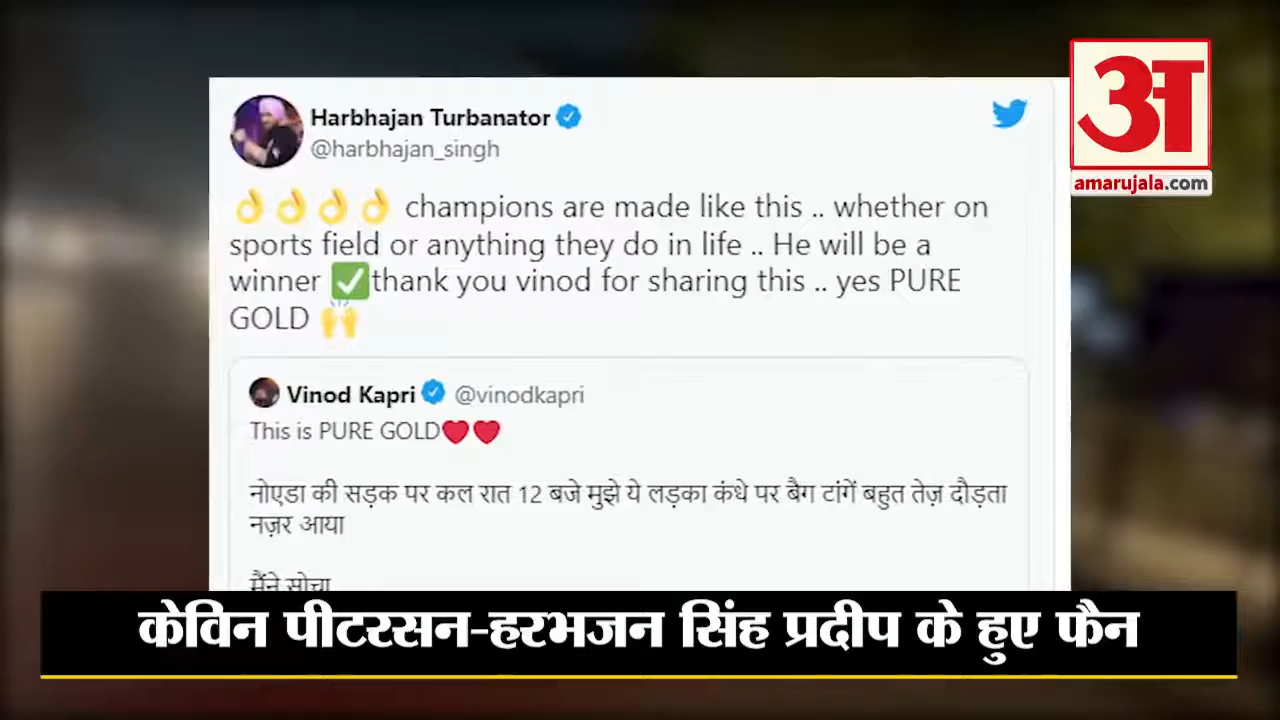 अ
amarujala.com
Harbhajan Turbanator
@harbhajan_singh
👌👌👌👌 champions are made like this .. whether on
sports field or anything they do in life .. He will be a
winner ✅thank you vinod for sharing this .. yes PURE
GOLD 🙌
Vinod Kapri @vinodkapri
This is PURE GOLD❤️❤️
नोएडा की सड़क पर कल रात 12 बजे मुझे ये लड़का कंधे पर बैग टांगें बहुत तेज़ दौड़ता
नज़र आया
मैंने सोचा
केविन पीटरसन-हरभजन सिंह प्रदीप के हुए फैन